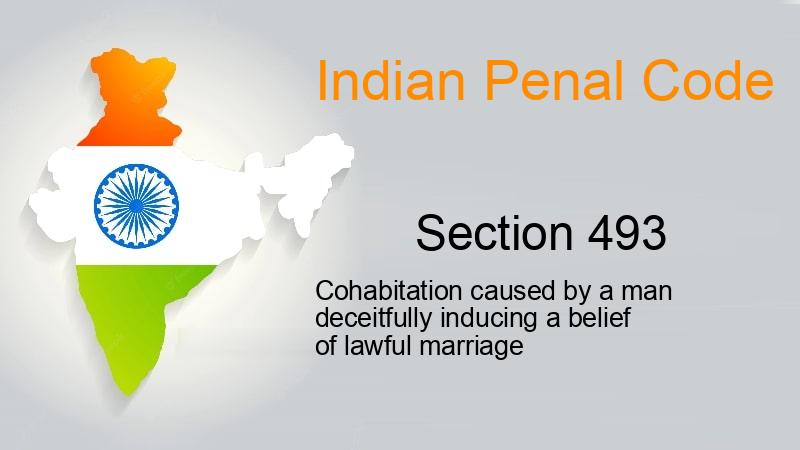 Indian Penal Code
Section 493
Cohabitation caused by a man
deceitfully inducing a belief
of lawful marriage